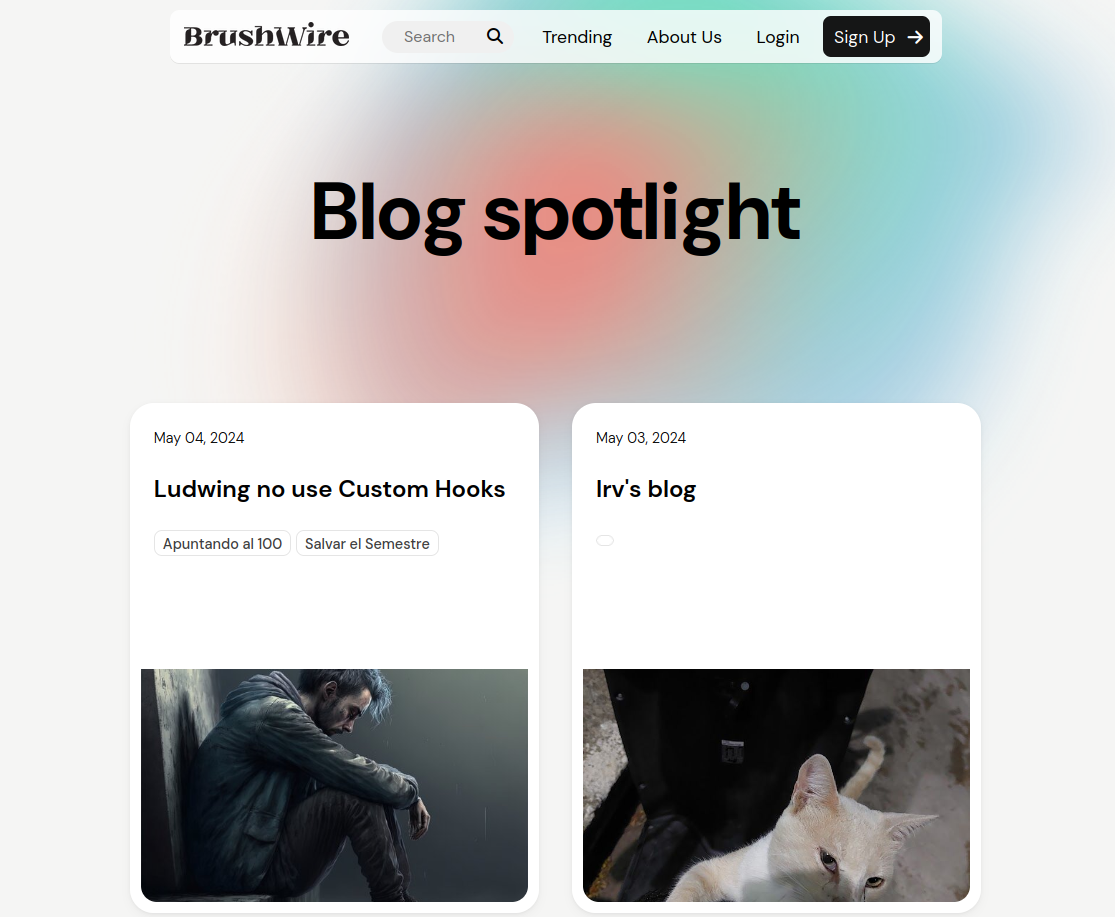 BrushWire Search Trending About Us Login Sign Up
Blog spotlight
May 04, 2024
Ludwing no use Custom Hooks
Apuntando al 100 Salvar el Semestre
May 03, 2024
Irv's blog